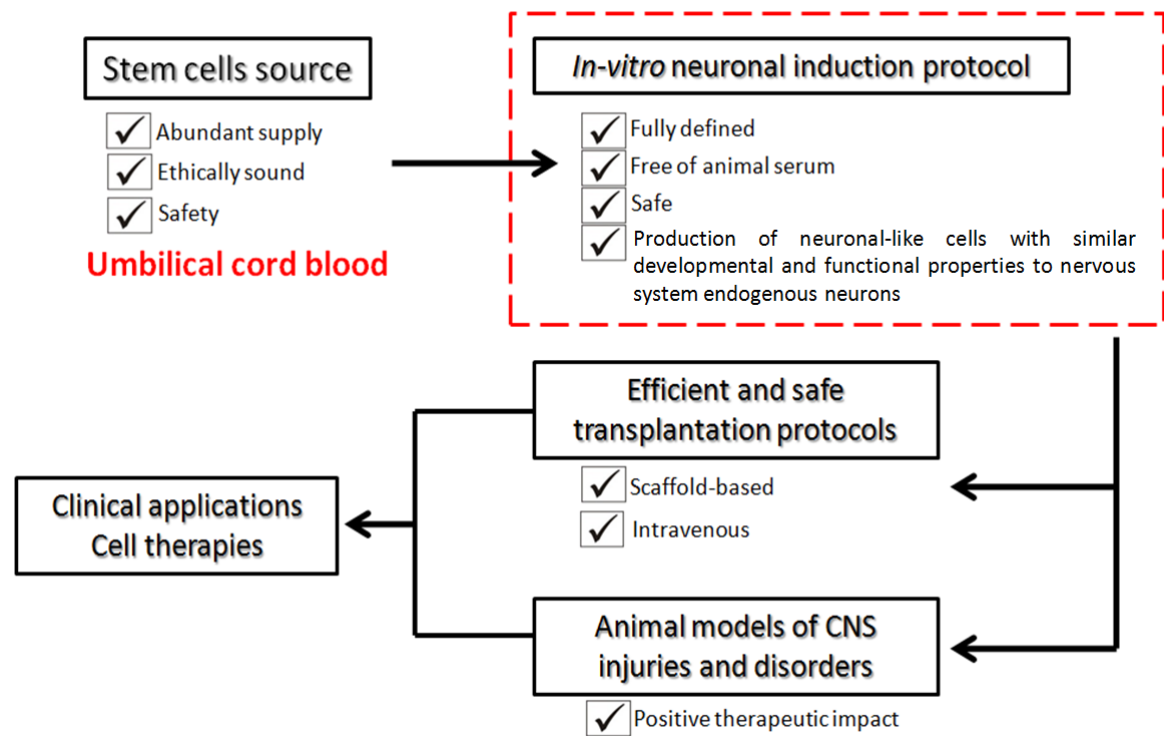 Stem cells source
Abundant supply
Ethically sound
Safety
Umbilical cord blood
In-vitro neuronal induction protocol
Fully defined
Free of animal serum
Safe
Production of neuronal-like cells with similar
developmental and functional properties to nervous
system endogenous neurons
Efficient and safe
transplantation protocols
Scaffold-based
Intravenous
Clinical applications
Cell therapies
Animal models of CNS
injuries and disorders
Positive therapeutic impact